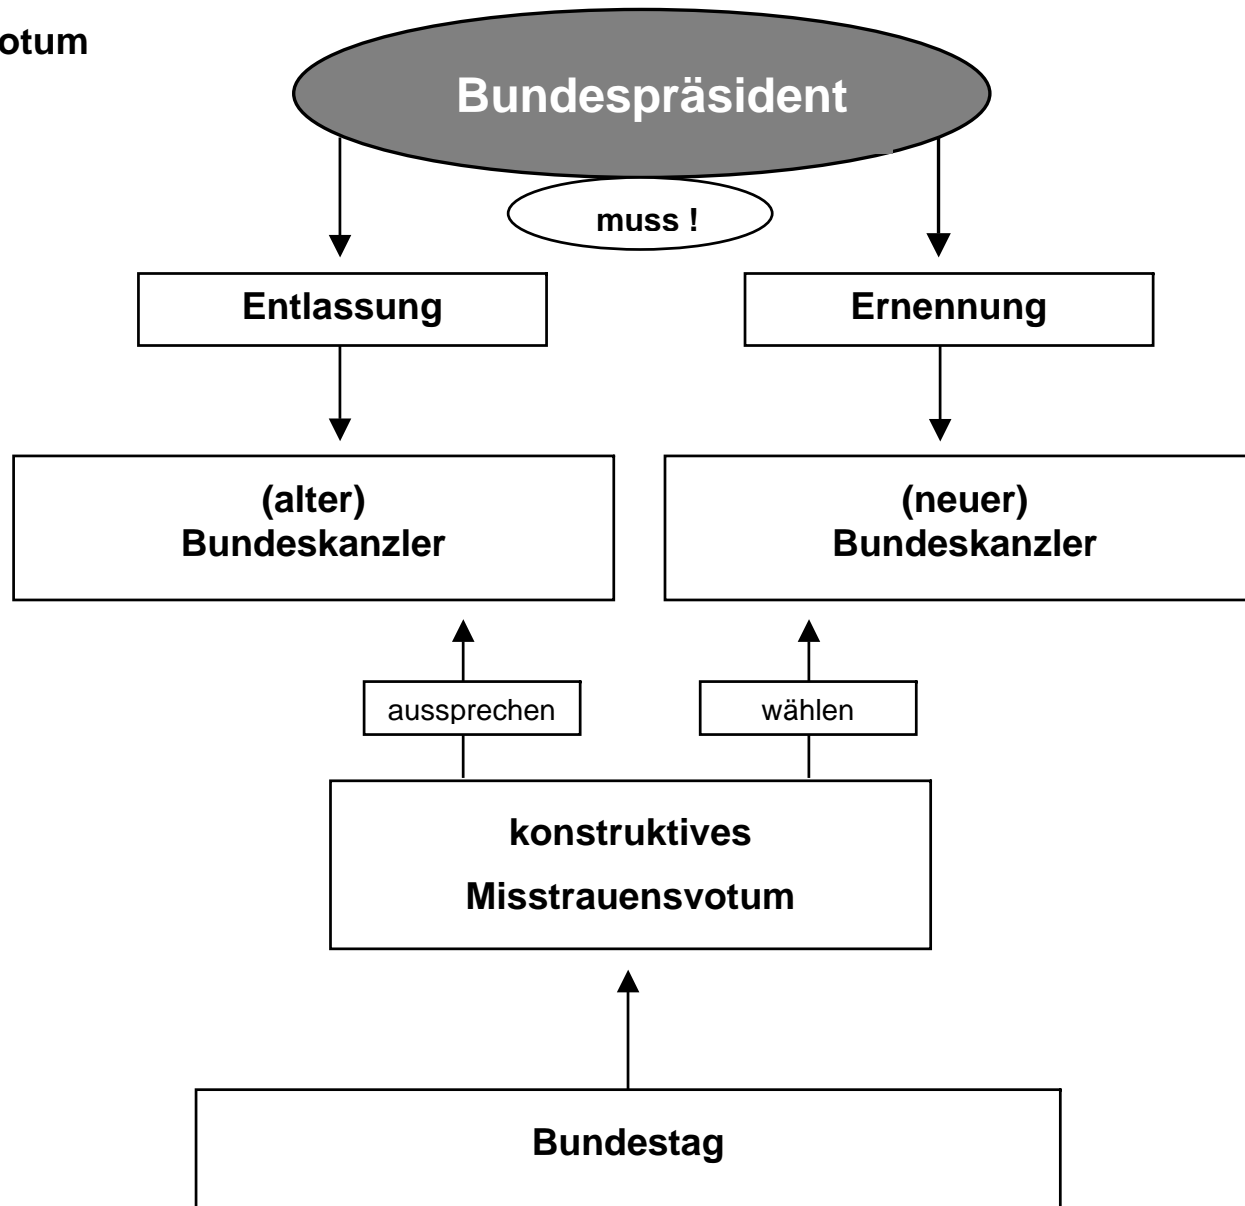 otum
Bundespräsident
muss !
Entlassung
Ernennung
(alter)
Bundeskanzler
(neuer)
Bundeskanzler
aussprechen
wählen
konstruktives
Misstrauensvotum
Bundestag